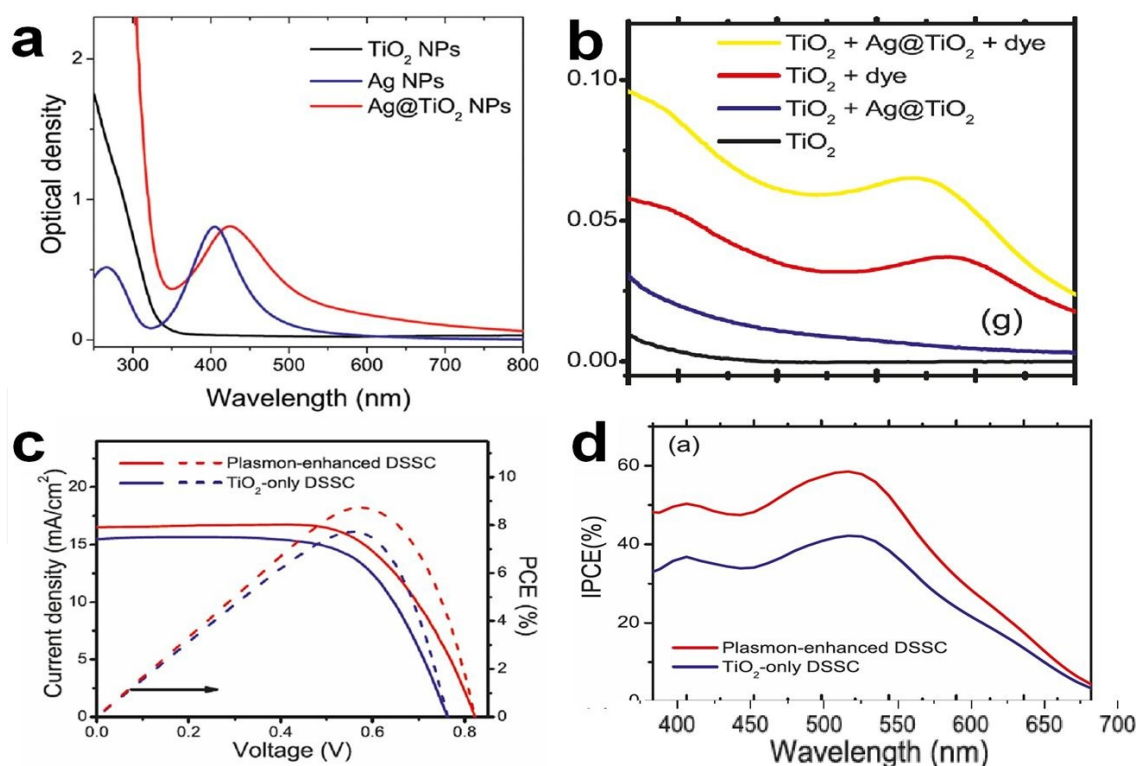 a
Optical density
2
1
0
TiO₂ NPs
Ag NPs
Ag@TiO₂ NPs
300 400 500 600 700 800
Wavelength (nm)
b
0.10
0.05
0.00
TiO₂ + Ag@TiO₂ + dye
TiO₂ + dye
TiO₂ + Ag@TiO₂
TiO₂
(g)
c
Current density (mA/cm²)
20
15
10
5
0
Plasmon-enhanced DSSC
TiO₂-only DSSC
10
8
6
4
2
0
PCE (%)
0.0 0.2 0.4 0.6 0.8
Voltage (V)
d
(a)
IPCE(%)
60
40
20
Plasmon-enhanced DSSC
TiO₂-only DSSC
400 450 500 550 600 650 700
Wavelength (nm)